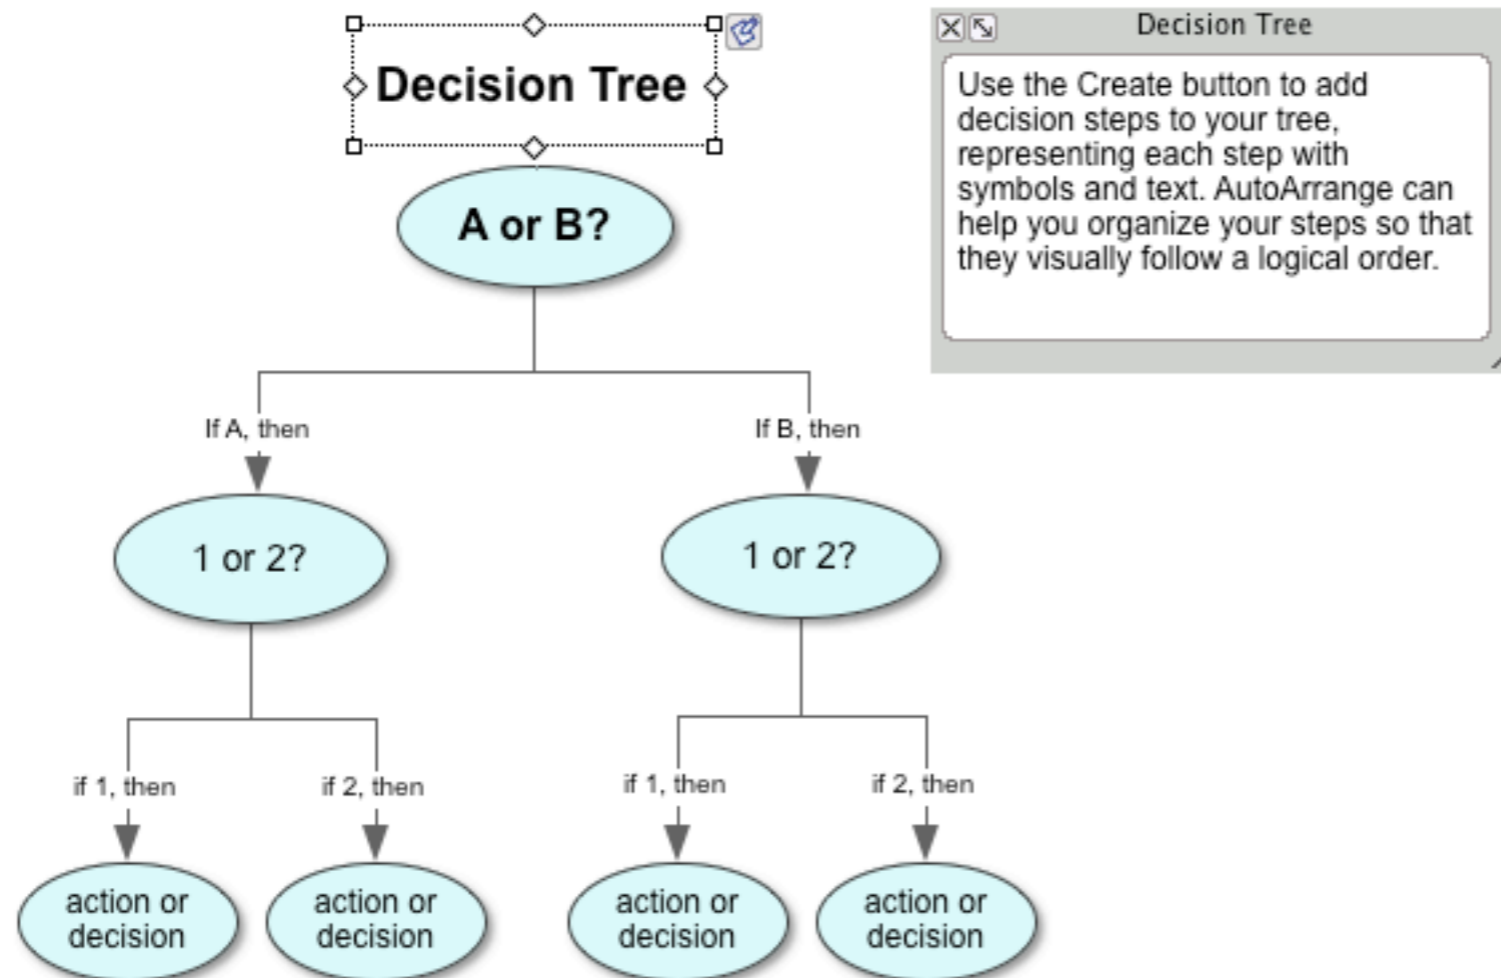 Decision Tree
Decision Tree
Use the Create button to add
decision steps to your tree,
representing each step with
symbols and text. AutoArrange can
help you organize your steps so that
they visually follow a logical order.
A or B?
If A, then
If B, then
1 or 2?
1 or 2?
if 1, then
if 2, then
if 1, then
if 2, then
action or
decision
action or
decision
action or
decision
action or
decision